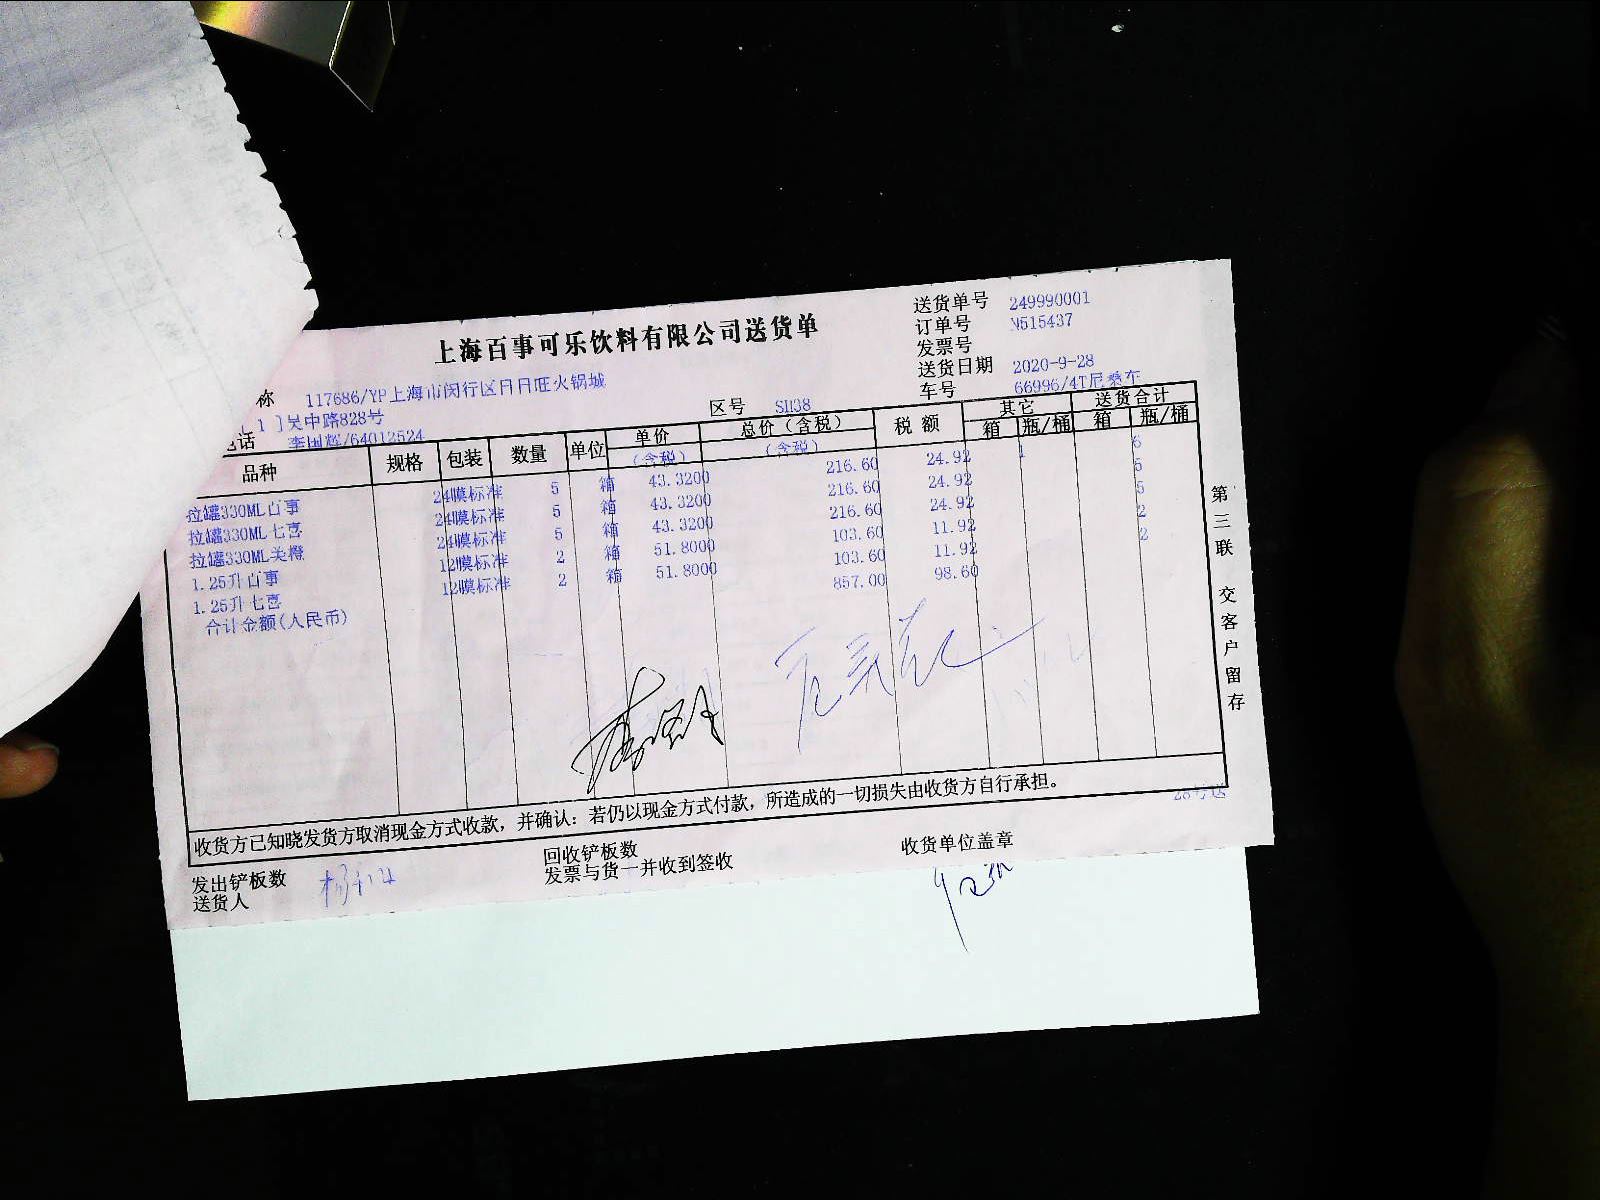 上海百事可乐饮料有限公司送货单
送货单号 249990001
订单号 N515437
发票号
送货日期 2020-9-28
车号 66996/4T尼桑车
称 117686/YP上海市闵行区日日旺火锅城
[ 1 ]吴中路828号
电话 李国辉/64012524
区号 SH38
品种 规格 包装 数量 单位 单价(含税) 总价(含税)(含税) 税额 其它 箱 瓶/桶 送货合计 箱 瓶/桶
拉罐330ML百事 24膜标准 5 箱 43.3200 216.60 24.92 1 6
拉罐330ML七喜 24膜标准 5 箱 43.3200 216.60 24.92 5
拉罐330ML美橙 24膜标准 5 箱 43.3200 216.60 24.92 5
1.25升百事 12膜标准 2 箱 51.8000 103.60 11.92 2
1.25升七喜 12膜标准 2 箱 51.8000 103.60 11.92 2
合计金额(人民币) 857.00 98.60
第三联 交客户留存
收货方已知晓发货方取消现金方式收款，并确认：若仍以现金方式付款，所造成的一切损失由收货方自行承担。
发出铲板数
回收铲板数
收货单位盖章
送货人
发票与货一并收到签收